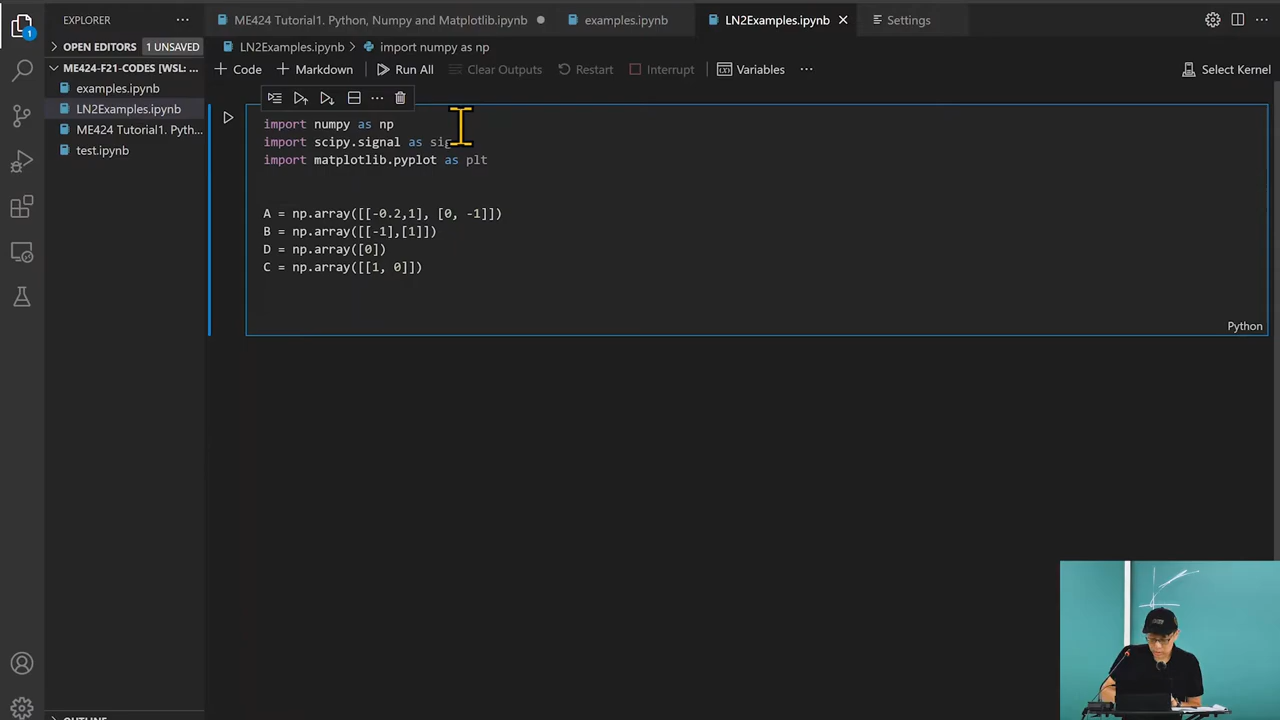 EXPLORER
ME424 Tutorial1. Python, Numpy and Matplotlib.ipynb
examples.ipynb
LN2Examples.ipynb
Settings
OPEN EDITORS
1 UNSAVED
LN2Examples.ipynb > import numpy as np
ME424-F21-CODES [WSL: ...
Code
Markdown
Run All
Clear Outputs
Restart
Interrupt
Variables
Select Kernel
examples.ipynb
LN2Examples.ipynb
ME424 Tutorial1. Pyth...
test.ipynb
1
import numpy as np
import scipy.signal as sig
import matplotlib.pyplot as plt
A = np.array([[-0.2,1], [0, -1]])
B = np.array([[-1],[1]])
D = np.array([0])
C = np.array([[1, 0]])
Python